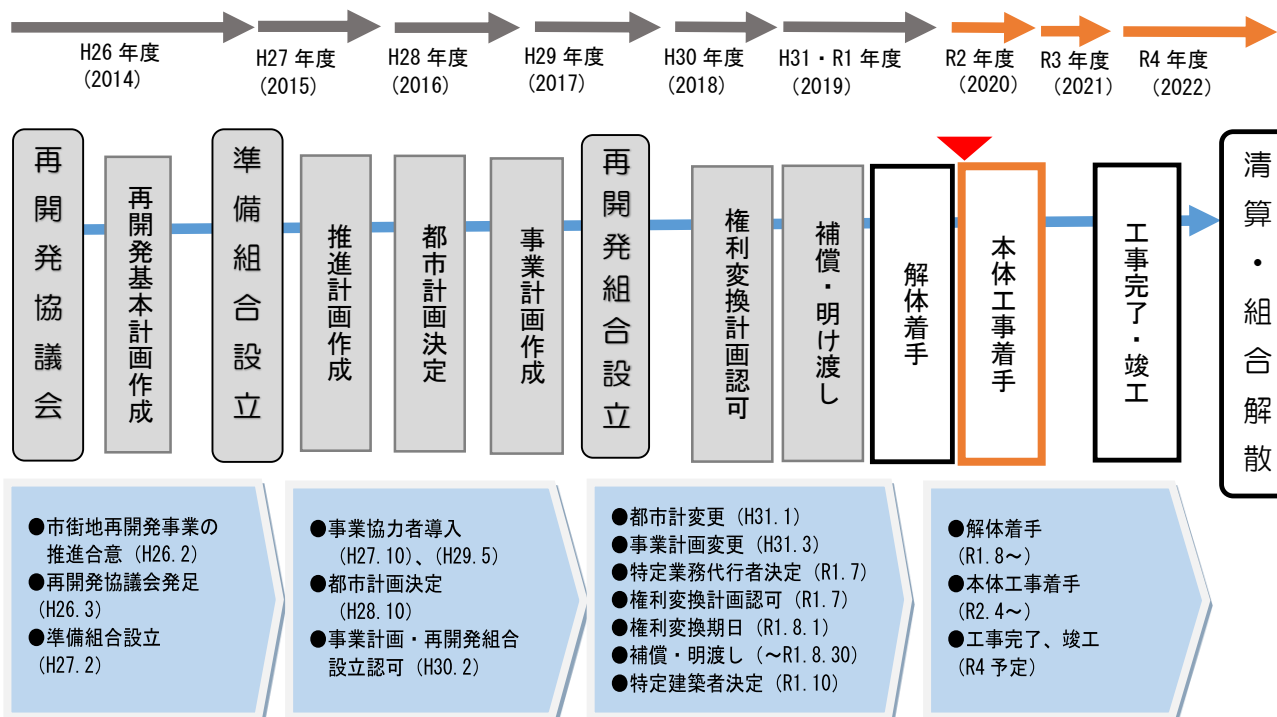 H26 年度
(2014)
H27 年度
(2015)
H28 年度
(2016)
H29 年度
(2017)
H30 年度
(2018)
H31・R1 年度
(2019)
R2 年度
(2020)
R3 年度
(2021)
R4 年度
(2022)
再開発協議会
再開発基本計画作成
準備組合設立
推進計画作成
都市計画決定
事業計画作成
再開発組合設立
権利変換計画認可
補償・明け渡し
解体着手
本体工事着手
工事完了・竣工
清算・組合解散
●市街地再開発事業の
推進合意 (H26.2)
●再開発協議会発足
(H26.3)
●準備組合設立
(H27.2)
●事業協力者導入
(H27.10)、(H29.5)
●都市計画決定
(H28.10)
●事業計画・再開発組合
設立認可 (H30.2)
●都市計変更 (H31.1)
●事業計画変更 (H31.3)
●特定業務代行者決定 (R1.7)
●権利変換計画認可 (R1.7)
●権利変換期日 (R1.8.1)
●補償・明渡し (～R1.8.30)
●特定建築者決定 (R1.10)
●解体着手
(R1.8～)
●本体工事着手
(R2.4～)
●工事完了、竣工
(R4 予定)